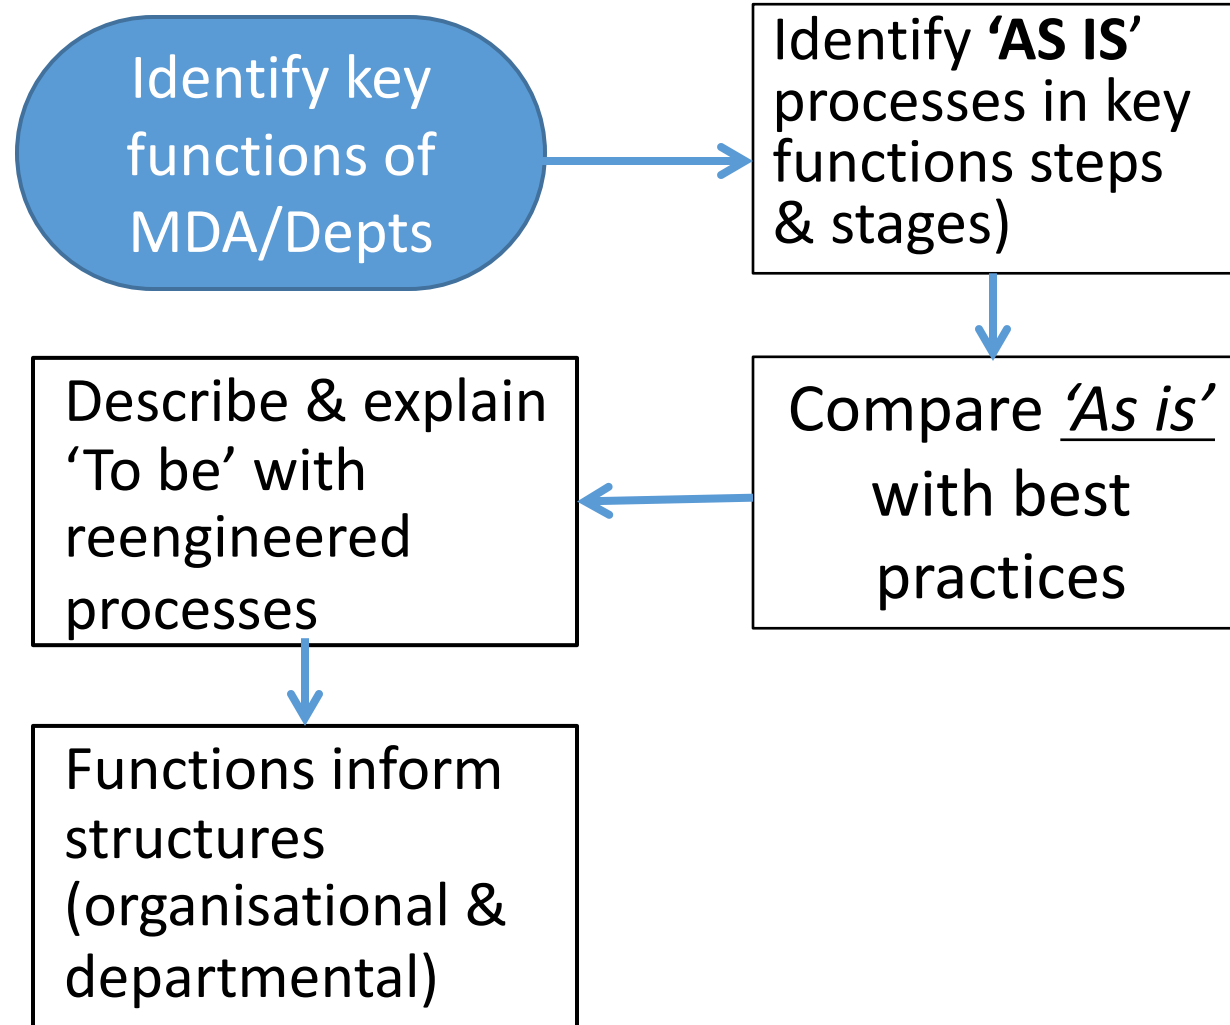 Identify key
functions of
MDA/Depts
Identify ‘AS IS’
processes in key
functions steps
& stages)
Compare ‘As is’
with best
practices
Describe & explain
‘To be’ with
reengineered
processes
Functions inform
structures
(organisational &
departmental)